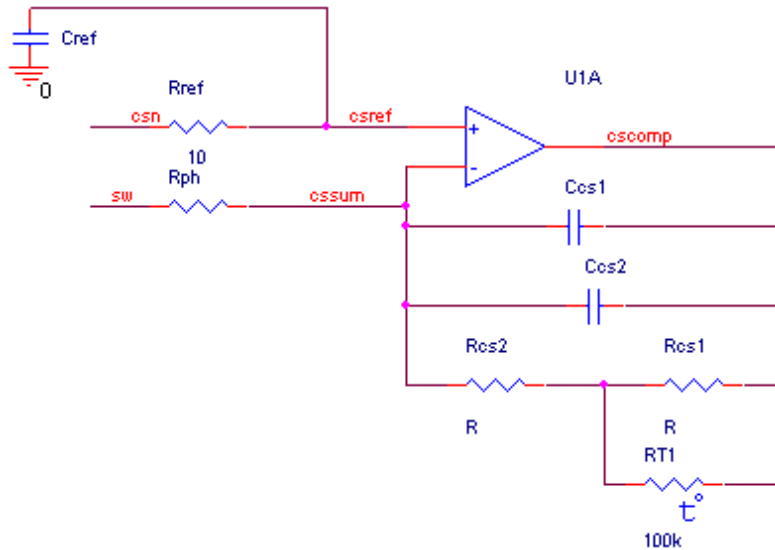 Cref
0
U1A
Rref
csn
csref
+
cscomp
10
-
Rph
sw
cssum
Ccs1
Ccs2
Rcs2
Rcs1
R
R
RT1
t°
100k